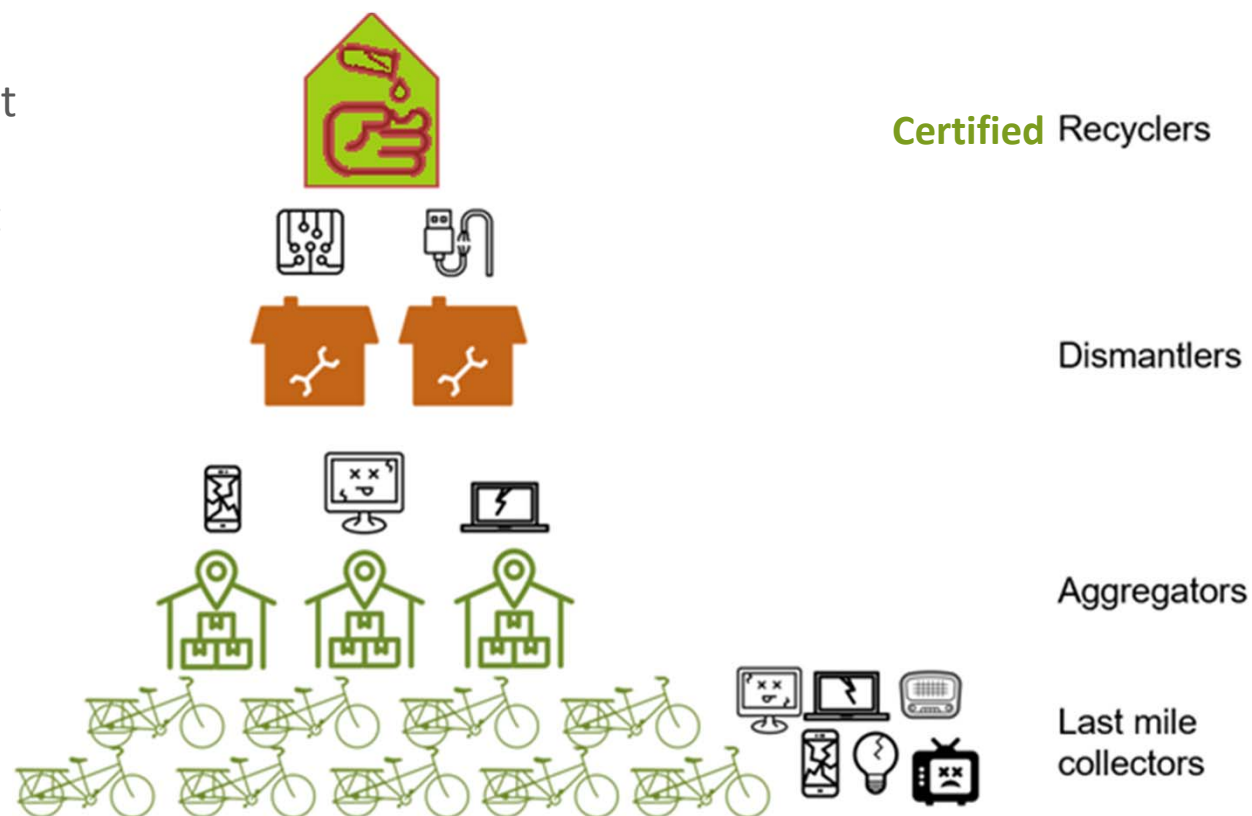 t
Certified Recyclers
Dismantlers
Aggregators
Last mile
collectors